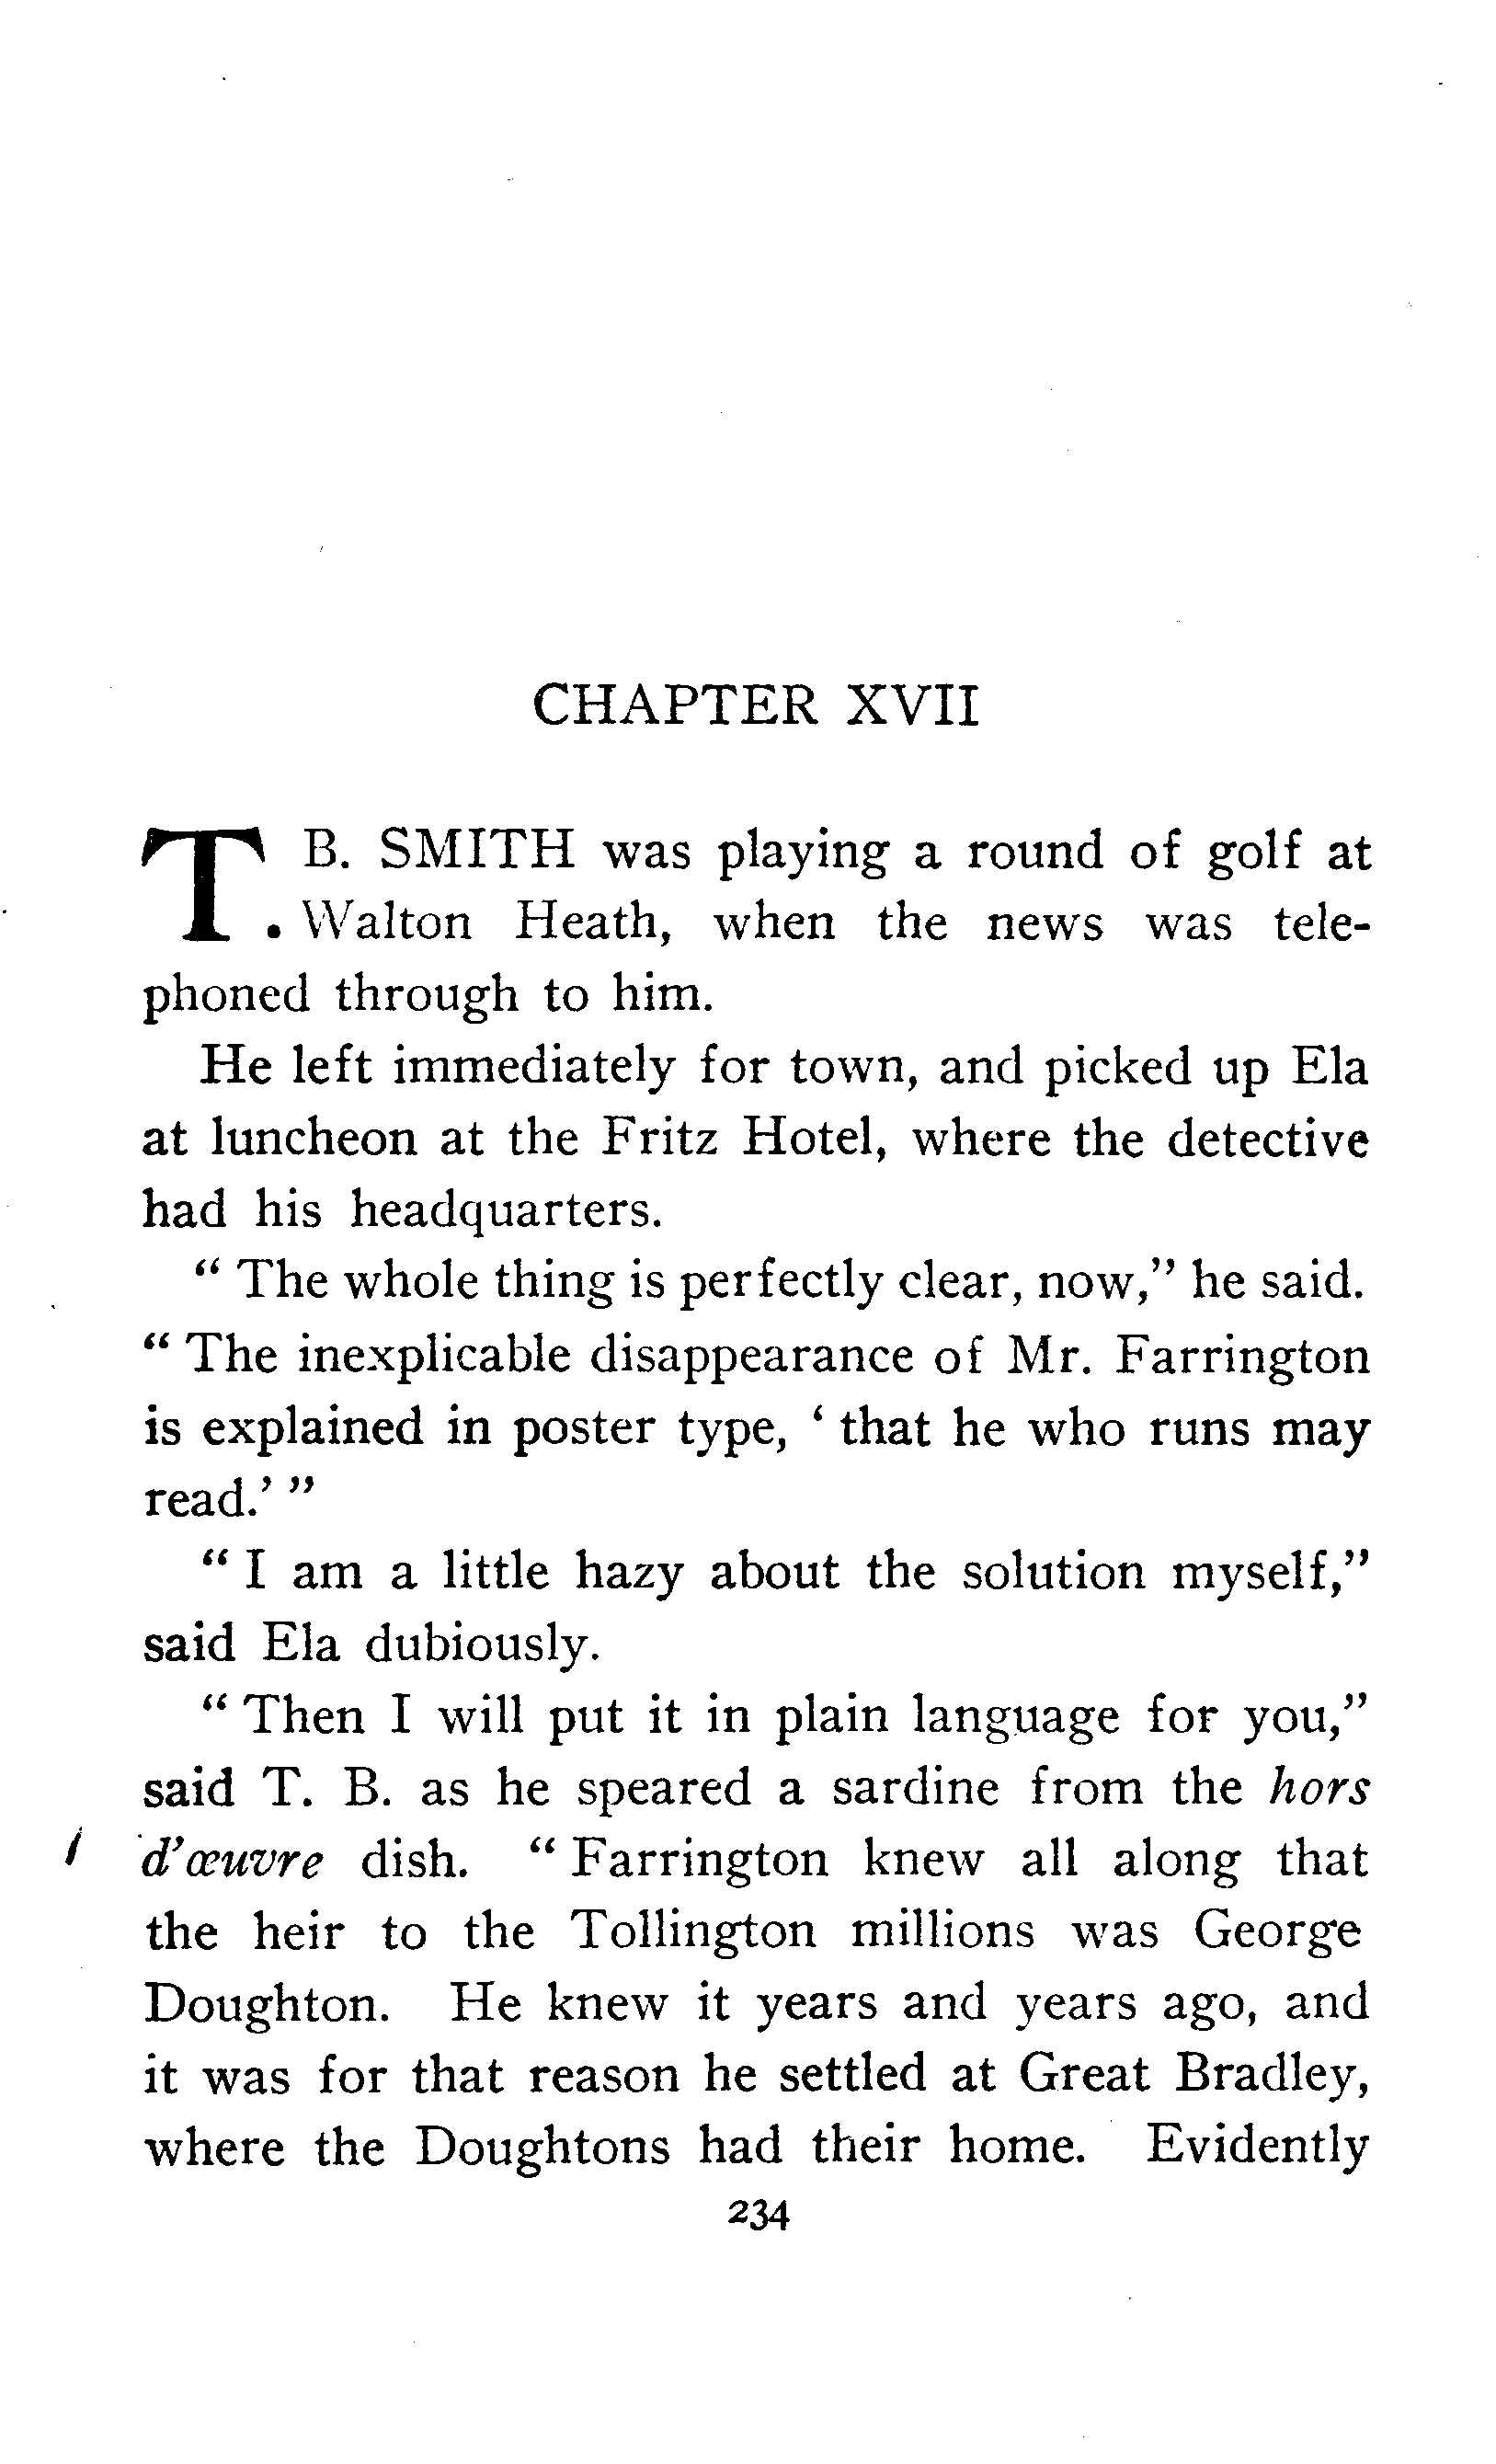 CHAPTER XVII
T. B. SMITH was playing a round of golf at
Walton Heath, when the news was tele-
phoned through to him.
He left immediately for town, and picked up Ela
at luncheon at the Fritz Hotel, where the detective
had his headquarters.
“ The whole thing is perfectly clear, now,” he said.
“ The inexplicable disappearance of Mr. Farrington
is explained in poster type, ‘ that he who runs may
read.’ ”
“ I am a little hazy about the solution myself,”
said Ela dubiously.
“ Then I will put it in plain language for you,”
said T. B. as he speared a sardine from the hors
d’œuvre dish. “ Farrington knew all along that
the heir to the Tollington millions was George
Doughton. He knew it years and years ago, and
it was for that reason he settled at Great Bradley,
where the Doughtons had their home. Evidently
234